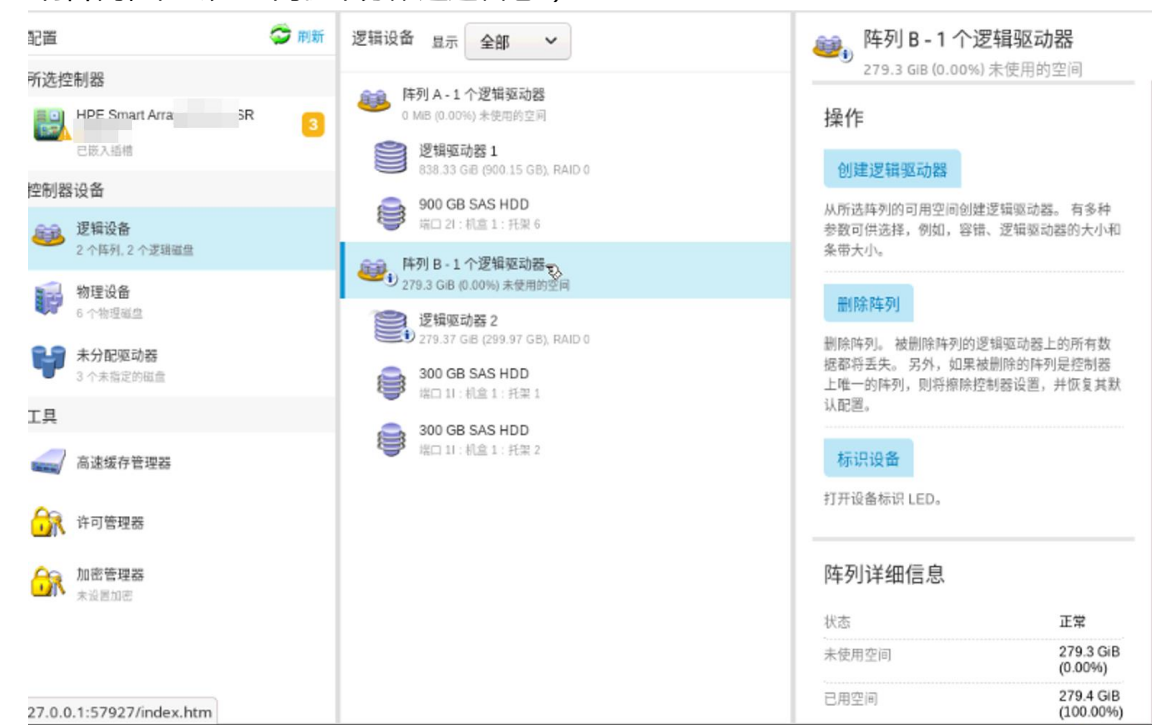 配置
刷新
所选控制器
HPE Smart Arra SR
3
已嵌入插槽
控制器设备
逻辑设备
2 个阵列, 2 个逻辑磁盘
物理设备
6 个物理磁盘
未分配驱动器
3 个未指定的磁盘
工具
高速缓存管理器
许可管理器
加密管理器
未设置加密
27.0.0.1:57927/index.htm
逻辑设备 显示 全部
阵列 A - 1 个逻辑驱动器
0 MiB (0.00%) 未使用的空间
逻辑驱动器 1
838.33 GiB (900.15 GB), RAID 0
900 GB SAS HDD
端口 2I : 机盒 1 : 托架 6
阵列 B - 1 个逻辑驱动器
279.3 GiB (0.00%) 未使用的空间
逻辑驱动器 2
279.37 GiB (299.97 GB), RAID 0
300 GB SAS HDD
端口 1I : 机盒 1 : 托架 1
300 GB SAS HDD
端口 1I : 机盒 1 : 托架 2
阵列 B - 1 个逻辑驱动器
279.3 GiB (0.00%) 未使用的空间
操作
创建逻辑驱动器
从所选阵列的可用空间创建逻辑驱动器。 有多种
参数可供选择，例如，容错、逻辑驱动器的大小和
条带大小。
删除阵列
删除阵列。 被删除阵列的逻辑驱动器上的所有数
据都将丢失。 另外，如果被删除的阵列是控制器
上唯一的阵列，则将擦除控制器设置，并恢复其默
认配置。
标识设备
打开设备标识 LED。
阵列详细信息
状态 正常
未使用空间 279.3 GiB
(0.00%)
已用空间 279.4 GiB
(100.00%)